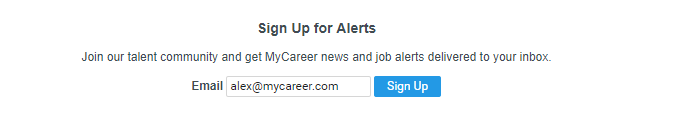 Sign Up for Alerts
Join our talent community and get MyCareer news and job alerts delivered to your inbox.
Email alex@mycareer.com Sign Up